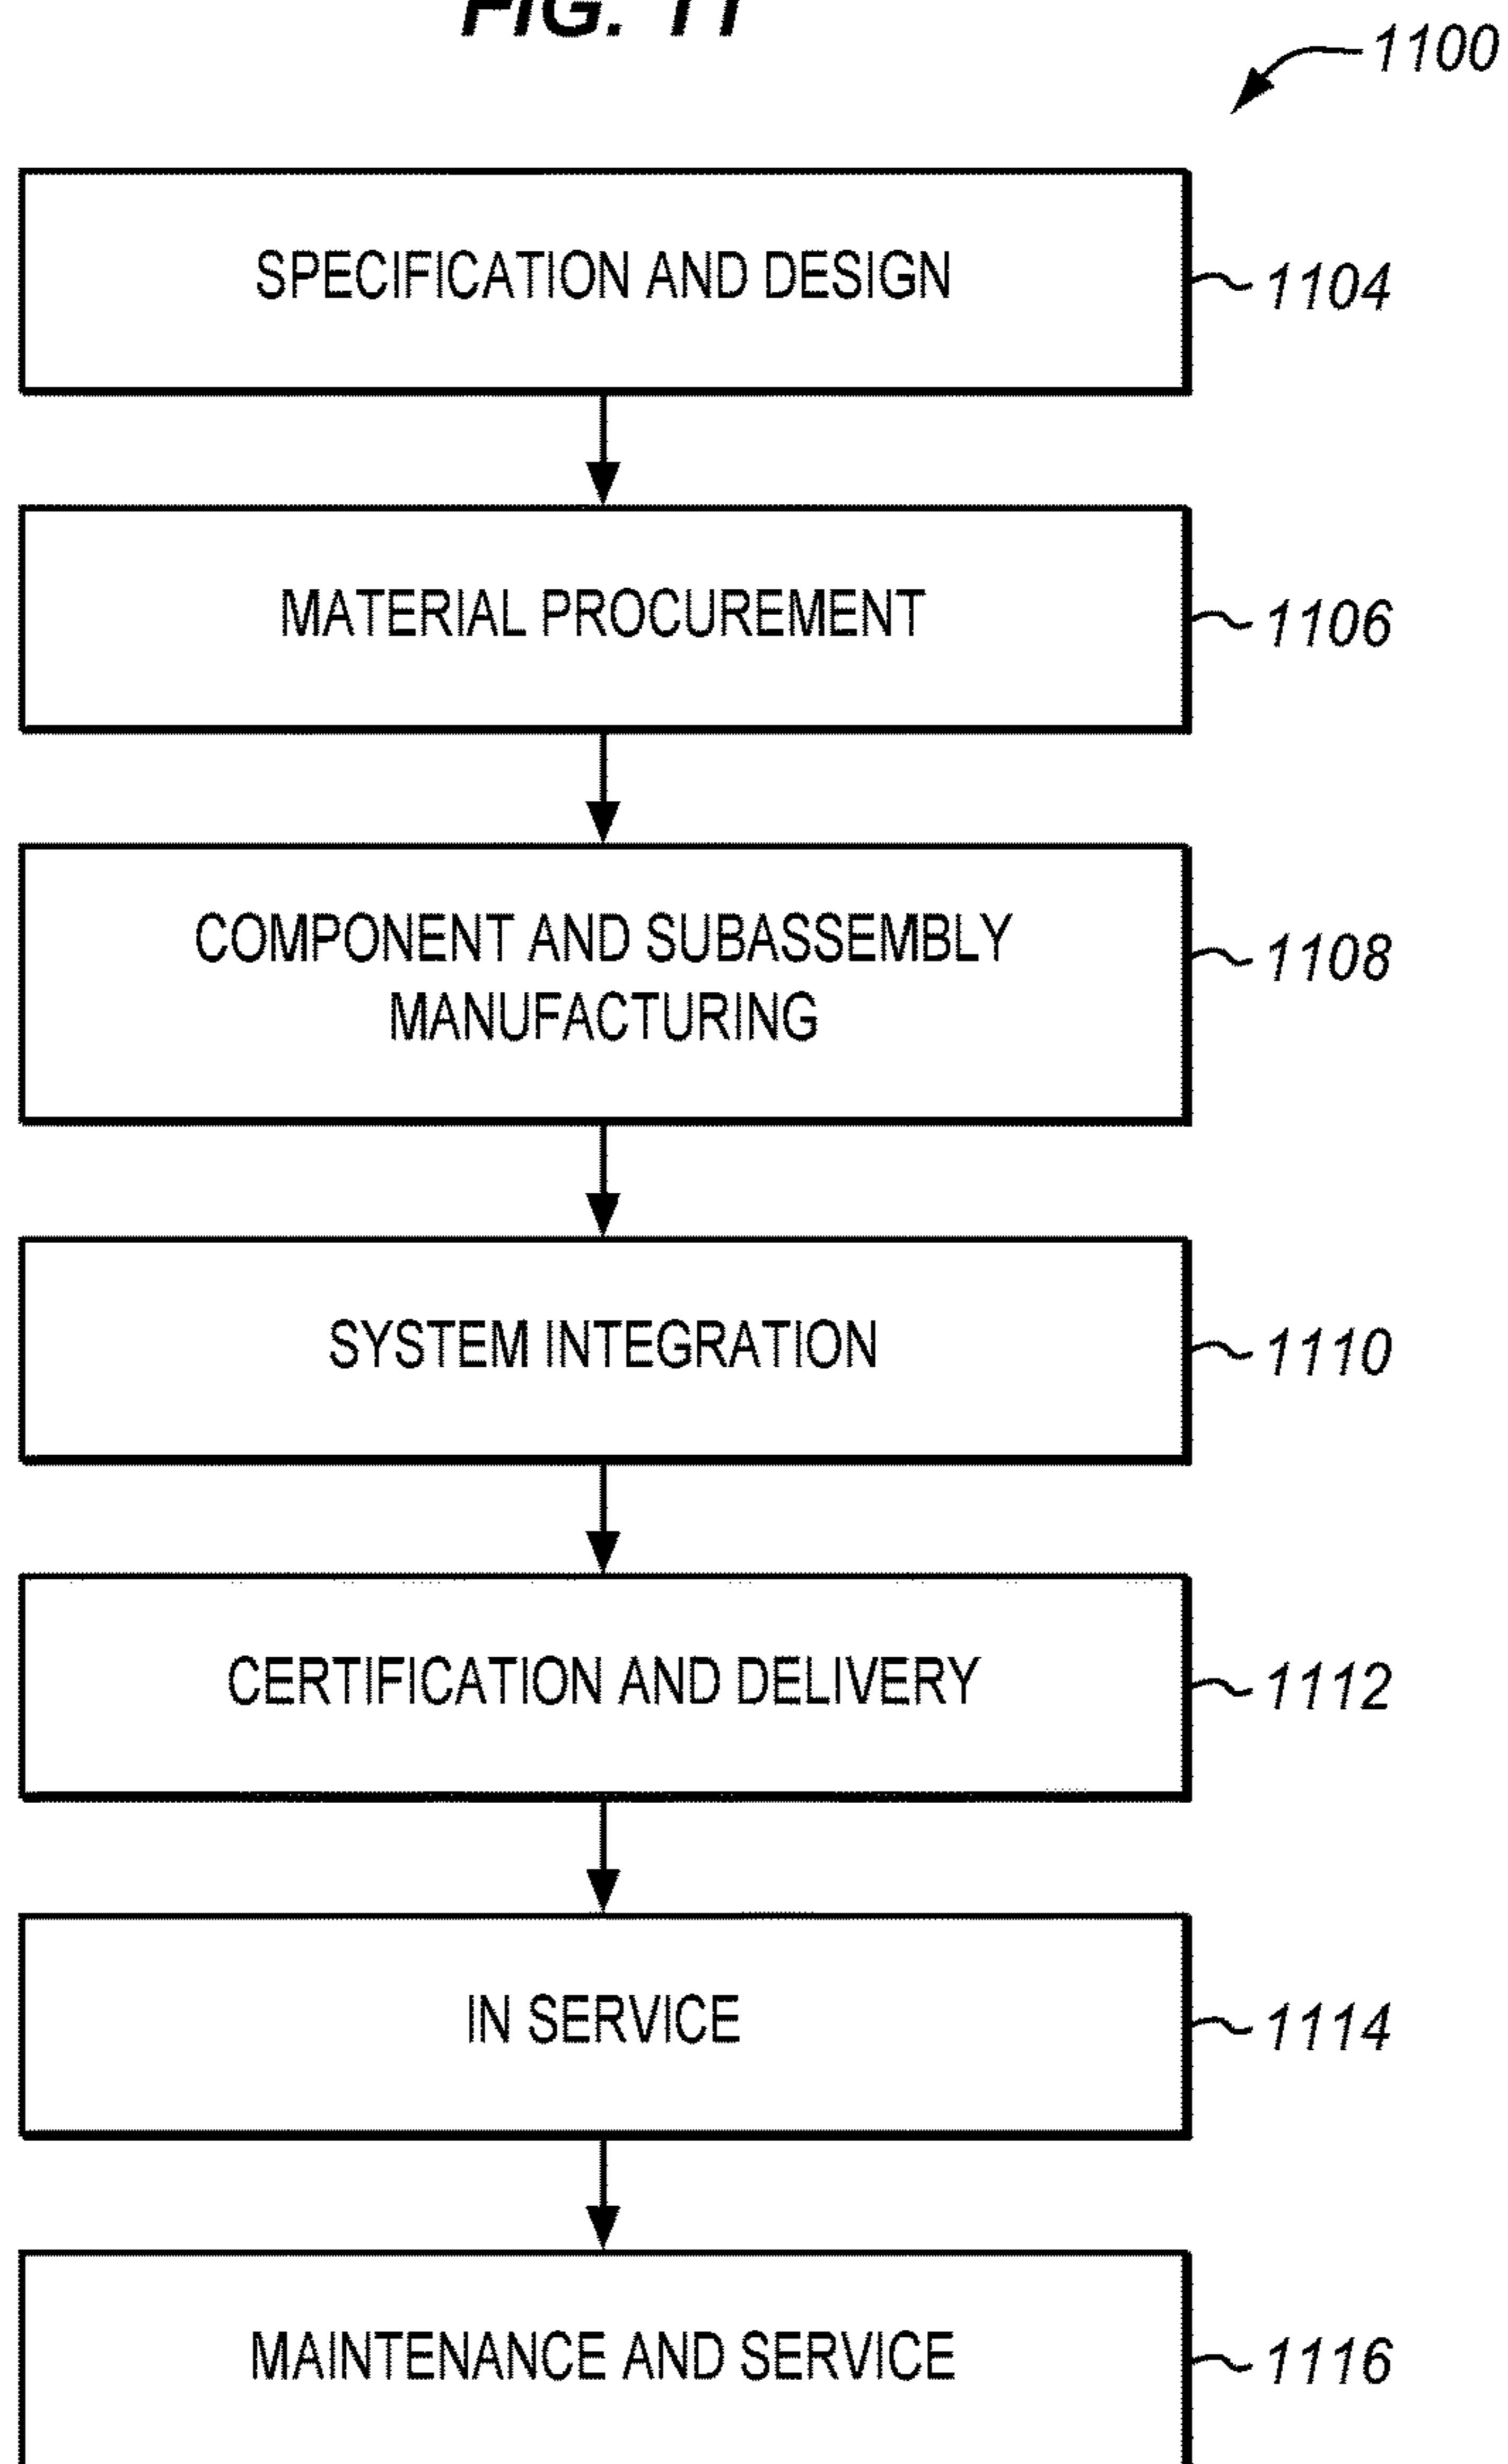 FIG. 11
1100
SPECIFICATION AND DESIGN
1104
MATERIAL PROCUREMENT
1106
COMPONENT AND SUBASSEMBLY
MANUFACTURING
1108
SYSTEM INTEGRATION
1110
CERTIFICATION AND DELIVERY
1112
IN SERVICE
1114
MAINTENANCE AND SERVICE
1116